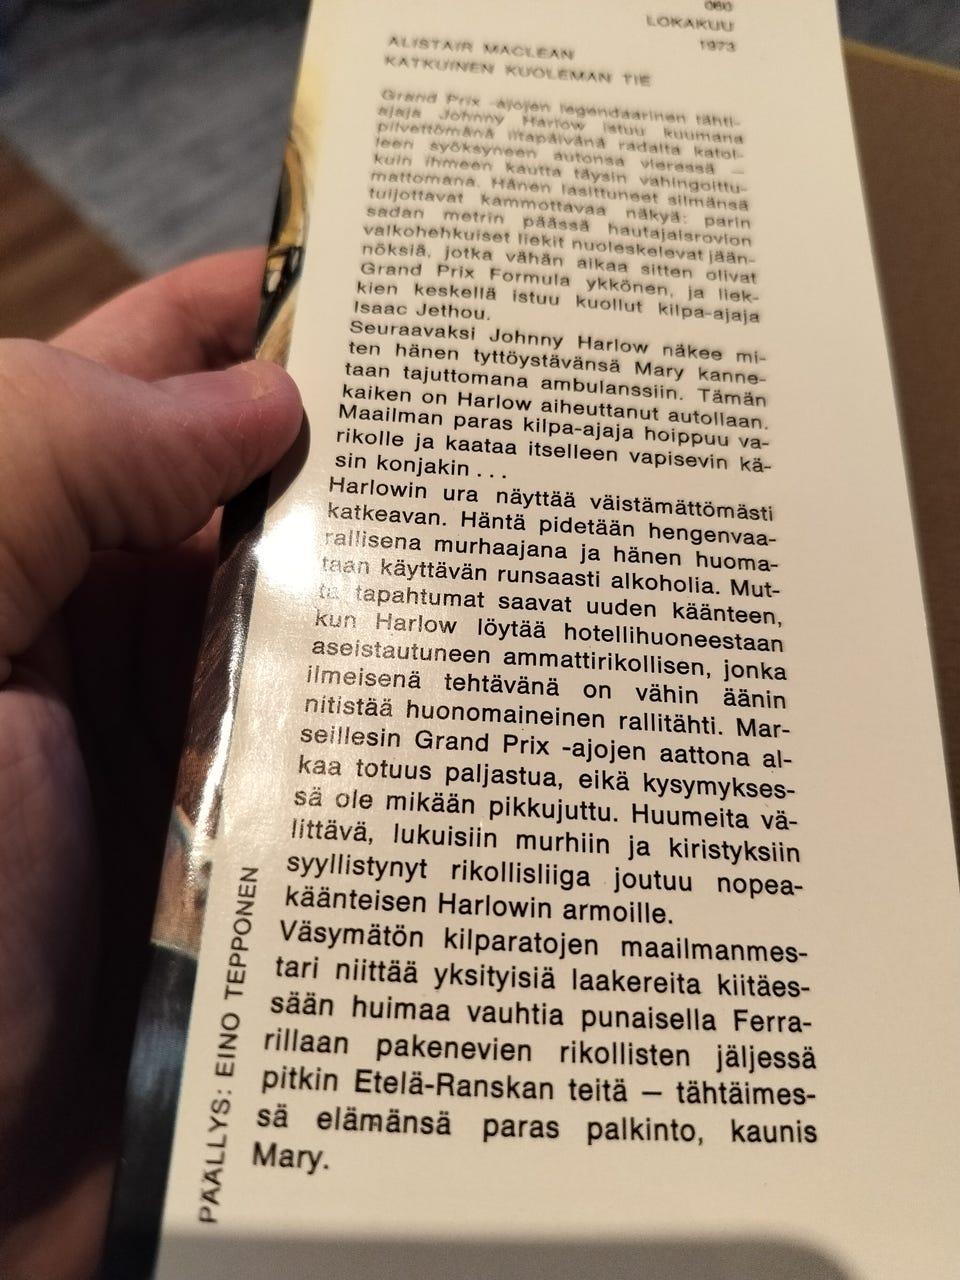 060
LOKAKUU
1973
ALISTAIR MACLEAN
KATKUINEN KUOLEMAN TIE
Grand Prix -ajojen legendaarinen tähti-
ajaja Johnny Harlow istuu kuumana
pilvettömänä iltapäivänä radalta katol-
leen syöksyneen autonsa vieressä —
kuin ihmeen kautta täysin vahingoittu-
mattomana. Hänen lasittuneet silmänsä
tuijottavat kammottavaa näkyä: parin
sadan metrin päässä hautajaisrovion
valkohehkuiset liekit nuoleskelevat jään-
nöksiä, jotka vähän aikaa sitten olivat
Grand Prix Formula ykkönen, ja liek-
kien keskellä istuu kuollut kilpa-ajaja
Isaac Jethou.
Seuraavaksi Johnny Harlow näkee mi-
ten hänen tyttöystävänsä Mary kanne-
taan tajuttomana ambulanssiin. Tämän
kaiken on Harlow aiheuttanut autollaan.
Maailman paras kilpa-ajaja hoippuu va-
rikolle ja kaataa itselleen vapisevin kä-
sin konjakin . . .
Harlowin ura näyttää väistämättömästi
katkeavan. Häntä pidetään hengenvaa-
rallisena murhaajana ja hänen huoma-
taan käyttävän runsaasti alkoholia. Mut-
ta tapahtumat saavat uuden käänteen,
kun Harlow löytää hotellihuoneestaan
aseistautuneen ammattirikollisen, jonka
ilmeisenä tehtävänä on vähin äänin
nitistää huonomaineinen rallitähti. Mar-
seillesin Grand Prix -ajojen aattona al-
kaa totuus paljastua, eikä kysymykses-
sä ole mikään pikkujuttu. Huumeita vä-
littävä, lukuisiin murhiin ja kiristyksiin
syyllistynyt rikollisliiga joutuu nopea-
käänteisen Harlowin armoille.
Väsymätön kilparatojen maailmanmes-
tari niittää yksityisiä laakereita kiitäes-
sään huimaa vauhtia punaisella Ferra-
rillaan pakenevien rikollisten jäljessä
pitkin Etelä-Ranskan teitä — tähtäimes-
sä elämänsä paras palkinto, kaunis
Mary.
PÄÄLLYS: EINO TEPPONEN